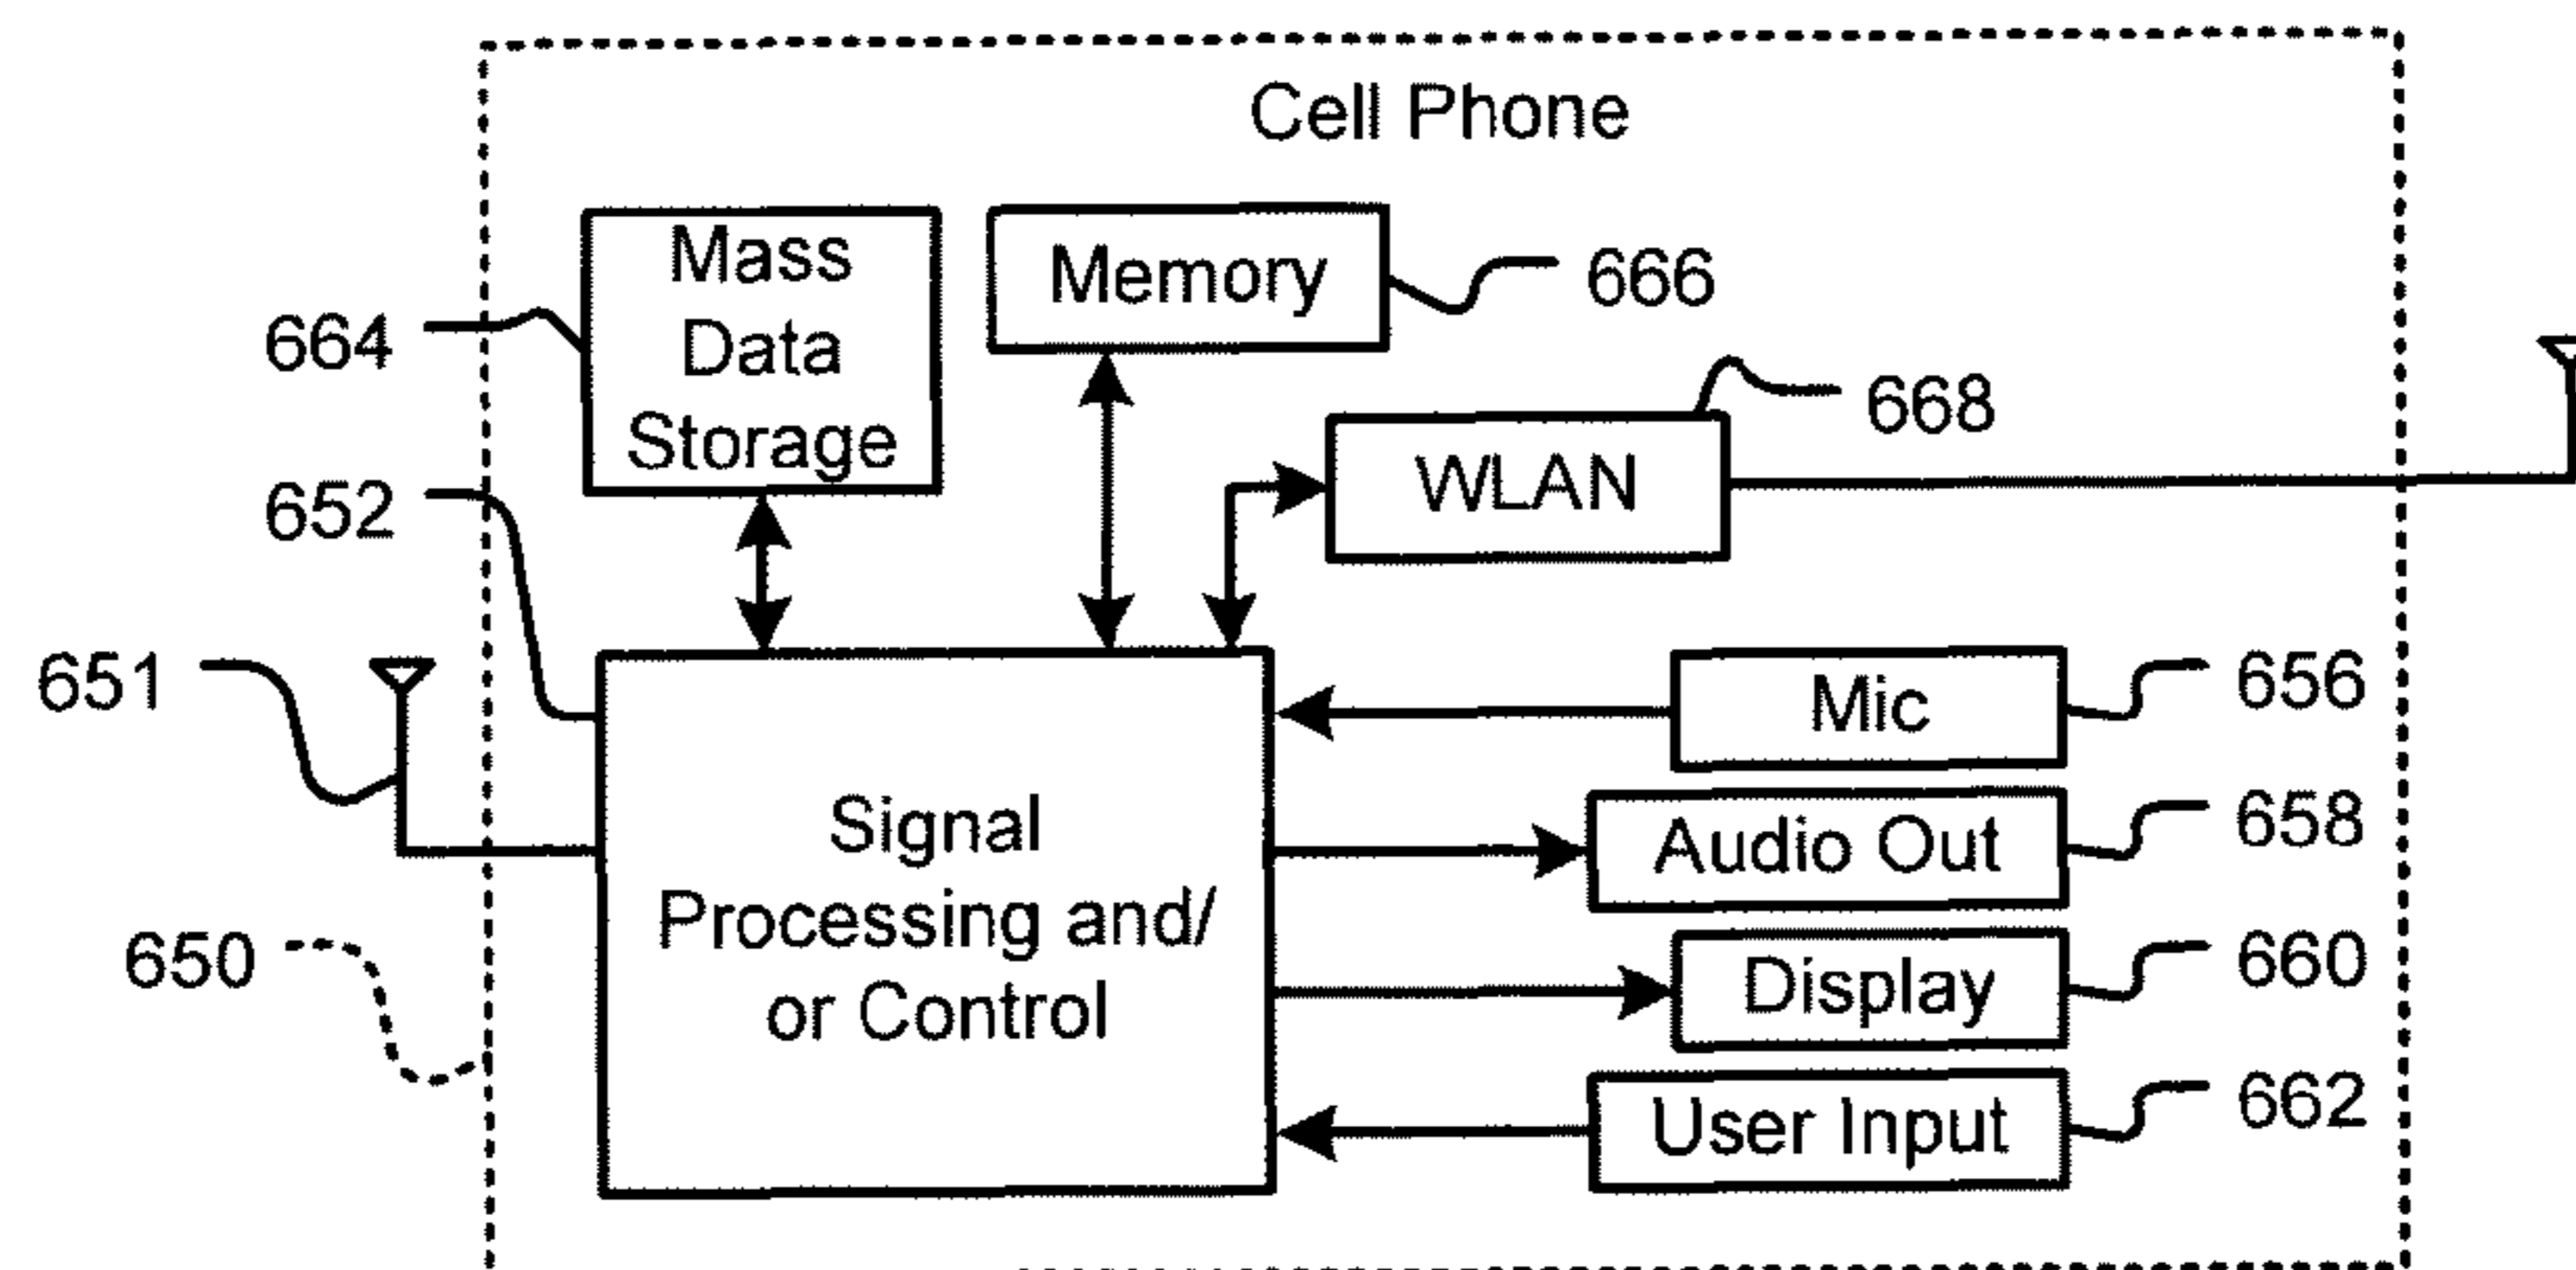 Cell Phone
Mass
Data
Storage
Memory
666
664
668
WLAN
652
651
Mic
656
Signal
Processing and/
or Control
Audio Out
658
650
Display
660
User Input
662